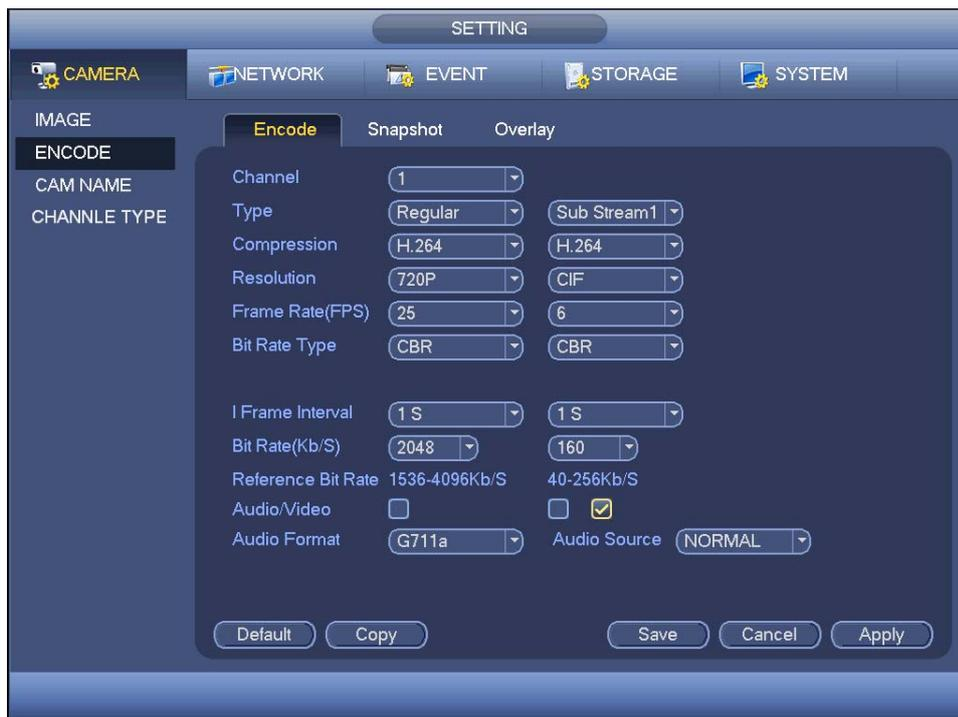 SETTING
CAMERA NETWORK EVENT STORAGE SYSTEM
IMAGE
ENCODE
CAM NAME
CHANNLE TYPE
Encode Snapshot Overlay
Channel 1
Type Regular Sub Stream1
Compression H.264 H.264
Resolution 720P CIF
Frame Rate(FPS) 25 6
Bit Rate Type CBR CBR
I Frame Interval 1 S 1 S
Bit Rate(Kb/S) 2048 160
Reference Bit Rate 1536-4096Kb/S 40-256Kb/S
Audio/Video
Audio Format G711a Audio Source NORMAL
Default Copy Save Cancel Apply